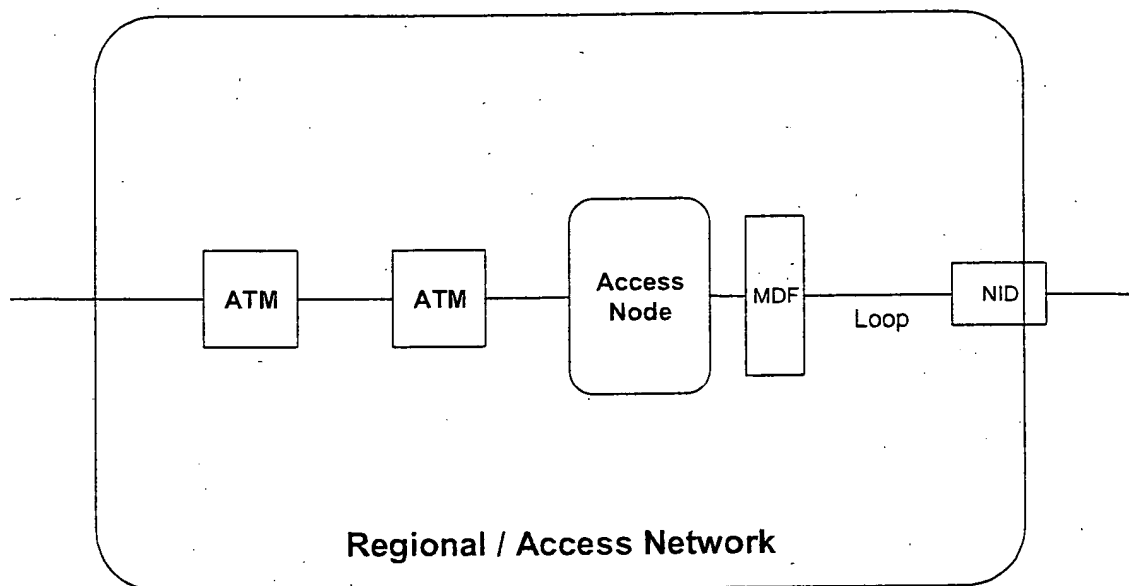 ATM
ATM
Access
Node
MDF
Loop
NID
Regional / Access Network